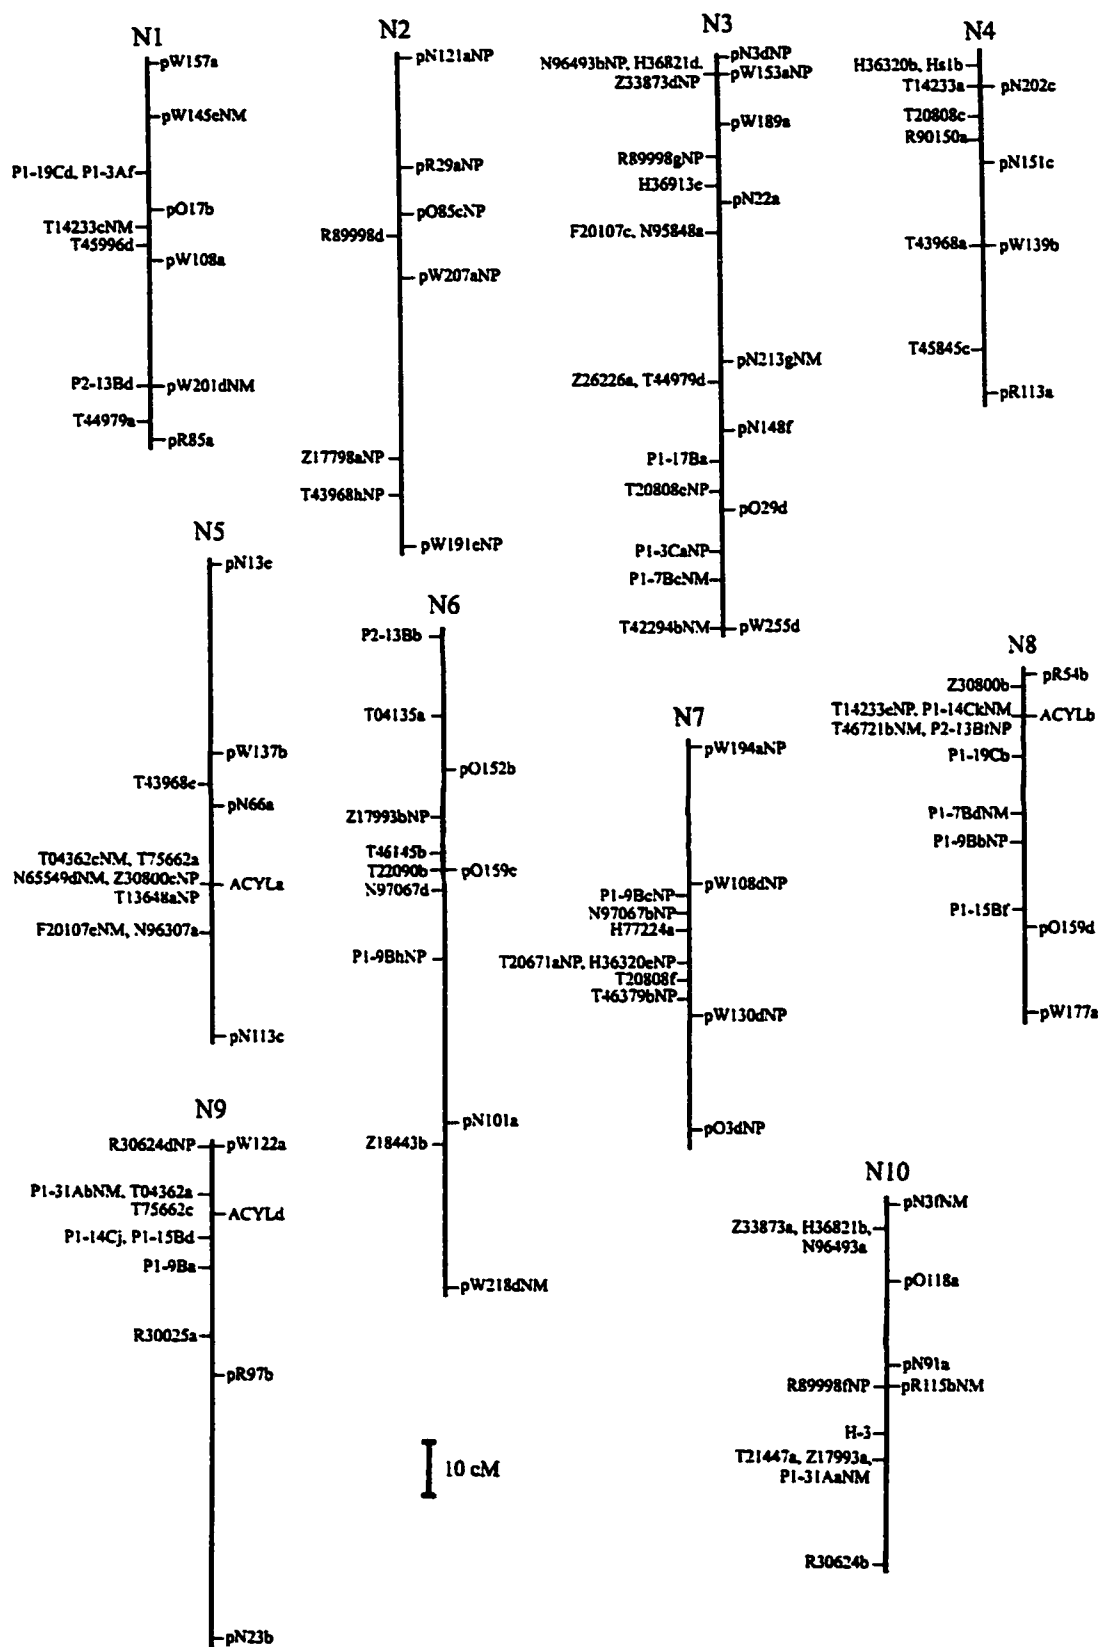 N1
pW157a
pW145eNM
P1-19Cd, P1-3Af
pO17b
T14233cNM
T45996d
pW108a
P2-13Bd
pW201dNM
T44979a
pR85a
N2
pN121aNP
pR29aNP
pO85cNP
R89998d
pW207aNP
Z17798aNP
T43968hNP
pW191cNP
N3
pN3dNP
N96493bNP, H36821d,
Z33873dNP
pW153aNP
pW189a
R89998gNP
H36913c
pN22a
F20107c, N95848a
pN213gNM
Z26226a, T44979d
pN148f
P1-17Ba
T20808eNP
pO29d
P1-3CaNP
P1-7BcNM
T42294bNM
pW255d
N4
H36320b, Hs1b
T14233a
pN202c
T20808c
R90150a
pN151c
T43968a
pW139b
T45845c
pR113a
N5
pN13e
pW137b
T43968c
pN66a
T04362cNM, T75662a
N65549dNM, Z30800cNP
ACYLa
T13648aNP
F20107eNM, N96307a
pN113c
N6
P2-13Bb
T04135a
pO152b
Z17993bNP
T46145b
T22090b
pO159c
N97067d
P1-9BhNP
pN101a
Z18443b
pW218dNM
N7
pW194aNP
pW108dNP
P1-9BcNP
N97067bNP
H77224a
T20671aNP, H36320eNP
T20808f
T46379bNP
pW130dNP
pO3dNP
N8
pR54b
Z30800b
T14233eNP, P1-14CkNM
ACYLb
T46721bNM, P2-13BfNP
P1-19Cb
P1-7BdNM
P1-9BbNP
P1-15Bf
pO159d
pW177a
N9
R30624dNP
pW122a
P1-31AbNM, T04362a
T75662c
ACYLd
P1-14Cj, P1-15Bd
P1-9Ba
R30025a
pR97b
pN23b
10 cM
N10
pN3fNM
Z33873a, H36821b,
N96493a
pO118a
pN91a
R89998fNP
pR115bNM
H-3
T21447a, Z17993a,
P1-31AaNM
R30624b